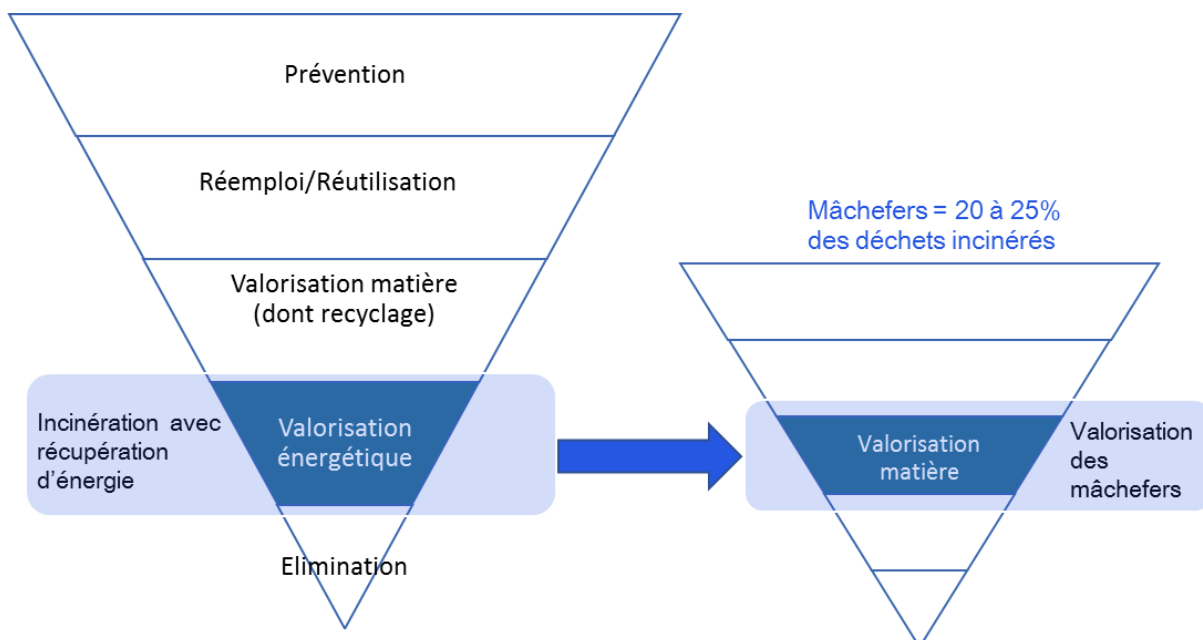 Prévention
Réemploi/Réutilisation
Valorisation matière
(dont recyclage)
Incinération avec
récupération
d’énergie
Valorisation
énergétique
Elimination
Mâchefers = 20 à 25%
des déchets incinérés
Valorisation
matière
Valorisation
des
mâchefers